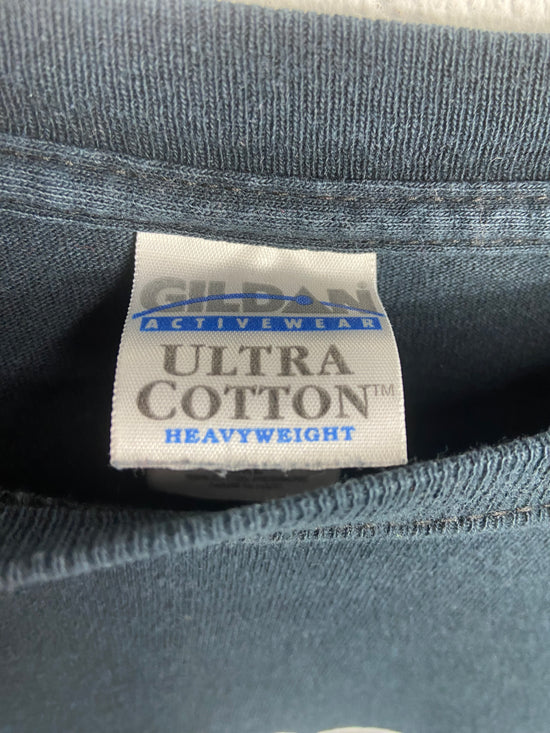 GILDAN
ACTIVEWEAR
ULTRA
COTTON™
HEAVYWEIGHT